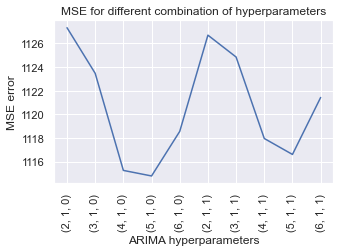 MSE for different combination of hyperparameters
MSE error
1126
1124
1122
1120
1118
1116
(2, 1, 0)
(3, 1, 0)
(4, 1, 0)
(5, 1, 0)
(6, 1, 0)
(2, 1, 1)
(3, 1, 1)
(4, 1, 1)
(5, 1, 1)
(6, 1, 1)
ARIMA hyperparameters